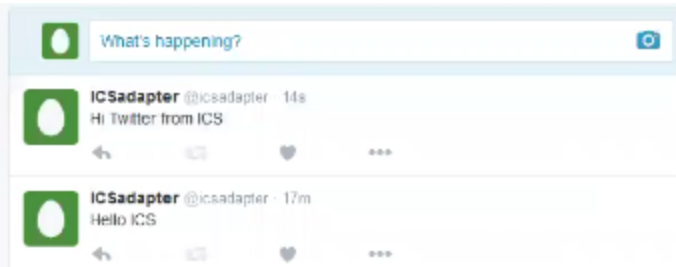 What's happening?
ICSadapter @icsadapter · 14s
Hi Twitter from ICS
ICSadapter @icsadapter · 17m
Hello ICS